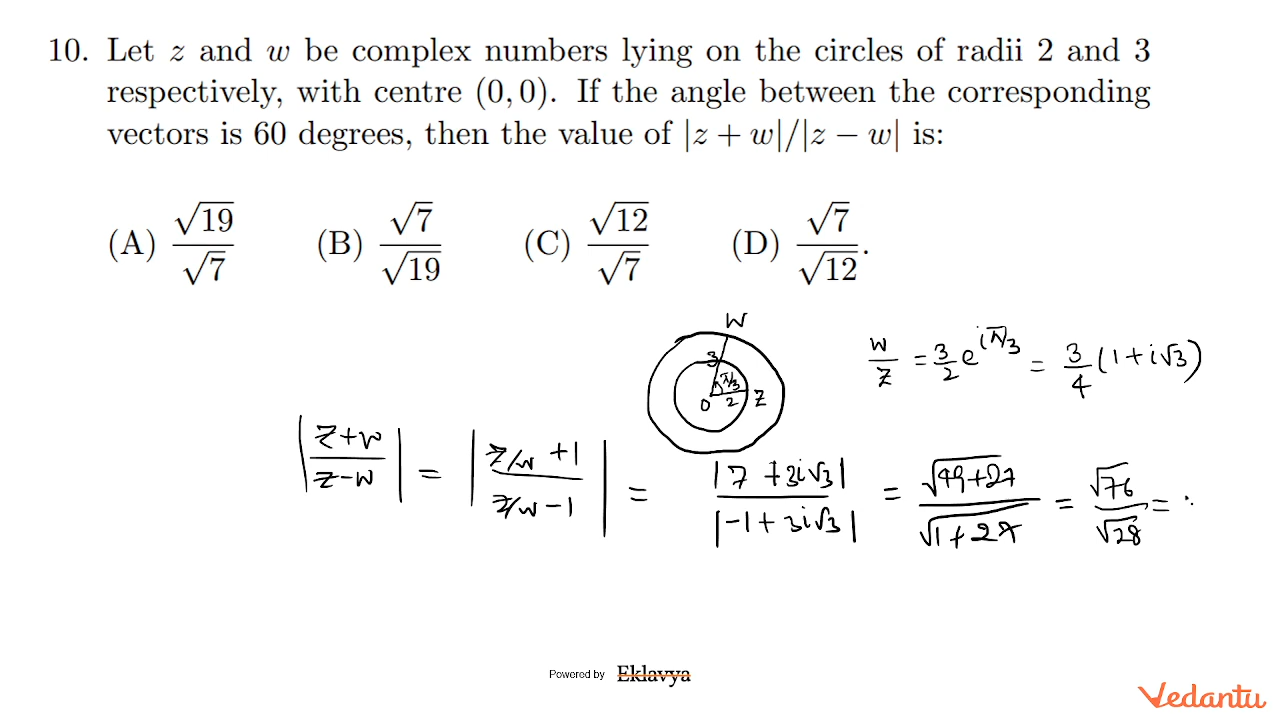 10. Let z and w be complex numbers lying on the circles of radii 2 and 3
respectively, with centre (0, 0). If the angle between the corresponding
vectors is 60 degrees, then the value of |z + w|/|z − w| is:
(A) √19/√7 (B) √7/√19 (C) √12/√7 (D) √7/√12.
W
3
π/3
0 2 Z
w/z = 3/2 e^{iπ/3} = 3/4 (1+i√3)
|z+w / z-w| = |z/w +1 / z/w -1| = |7 +3i√3| / |-1 + 3i√3| = √49+27 / √1+27 = √76 / √28 = :
Powered by Eklavya
Vedantu